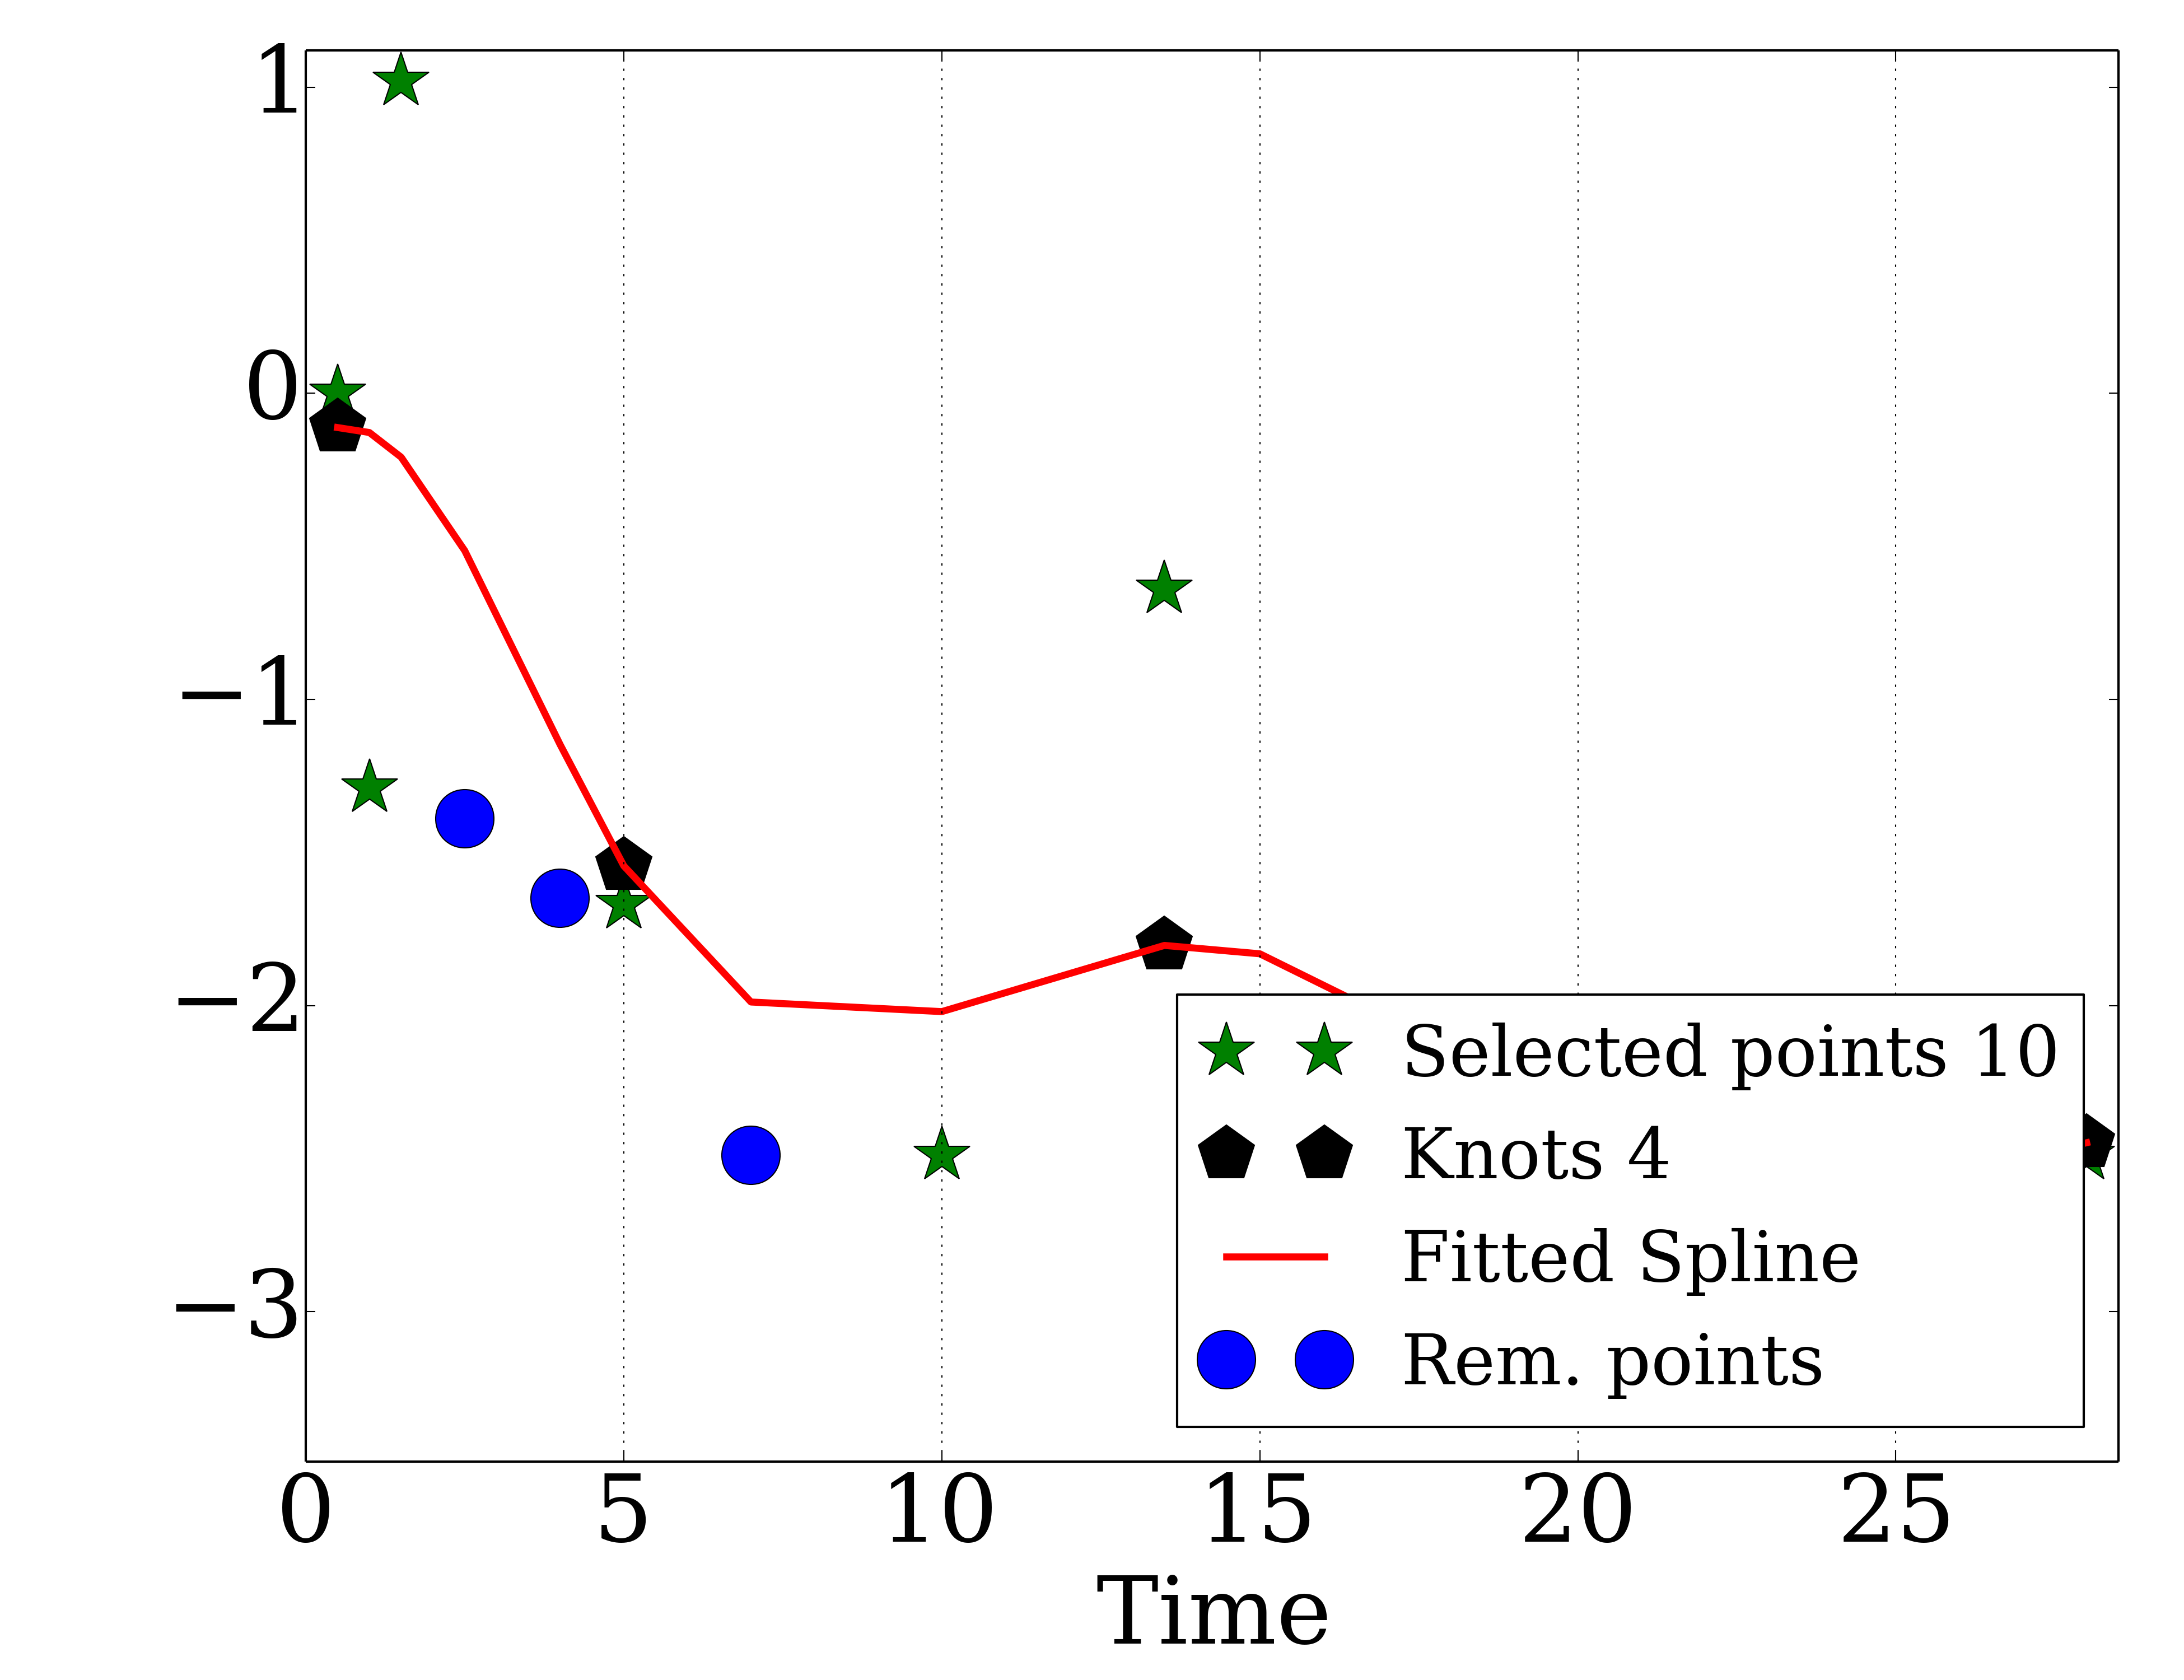 1
0
−1
−2
−3
Selected points 10
Knots 4
Fitted Spline
Rem. points
0 5 10 15 20 25
Time